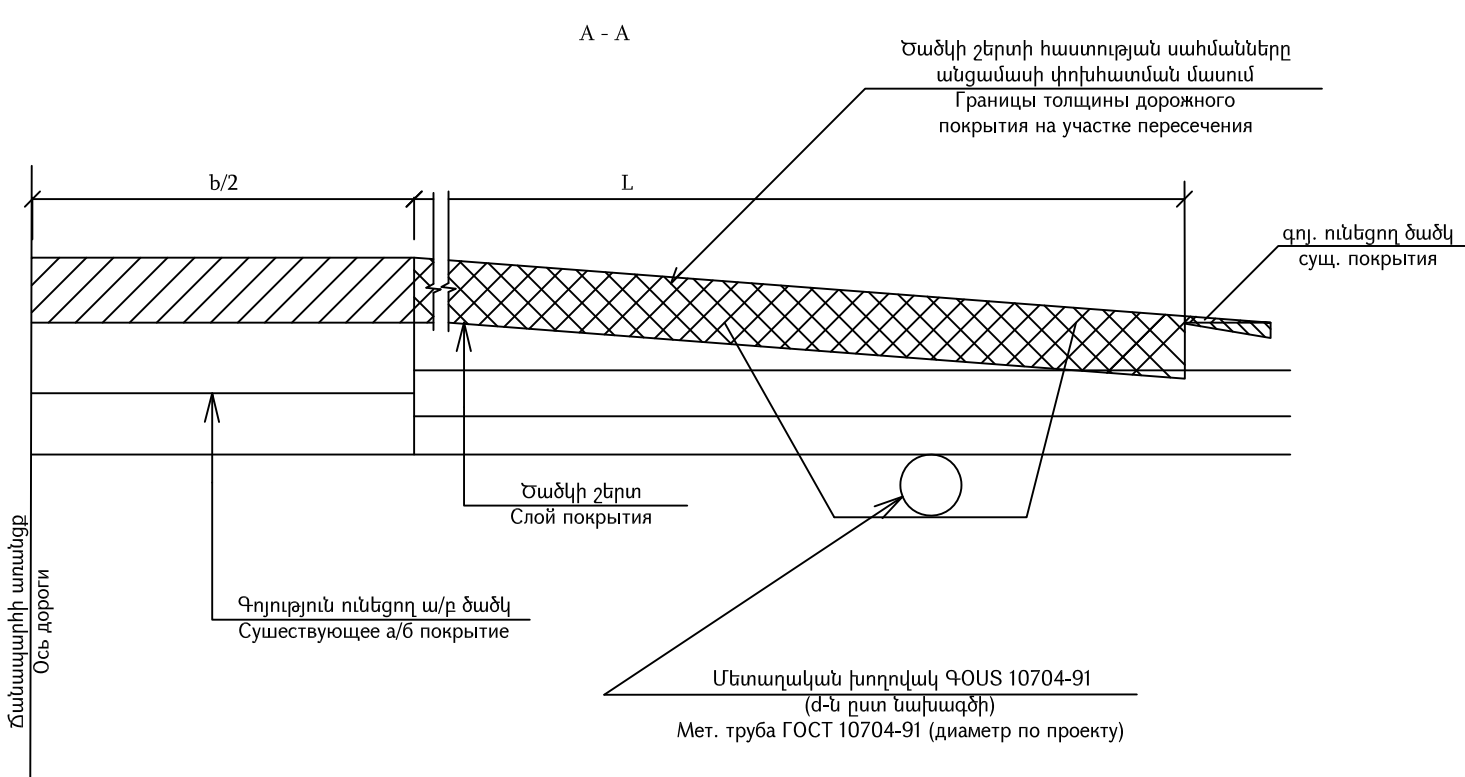 A - A
Ծածկի շերտի հաստության սահմանները
անցամասի փոխհատման մասում
Границы толщины дорожного
покрытия на участке пересечения
b/2
L
գոյ. ունեցող ծածկ
сущ. покрытия
Ծածկի շերտ
Слой покрытия
Ճանապարհի առանցք
Ось дороги
Գոյություն ունեցող ա/բ ծածկ
Сушествующее а/б покрытие
Մետաղական խողովակ ԳՕՍՏ 10704-91
(d-ն ըստ նախագծի)
Мет. труба ГОСТ 10704-91 (диаметр по проекту)